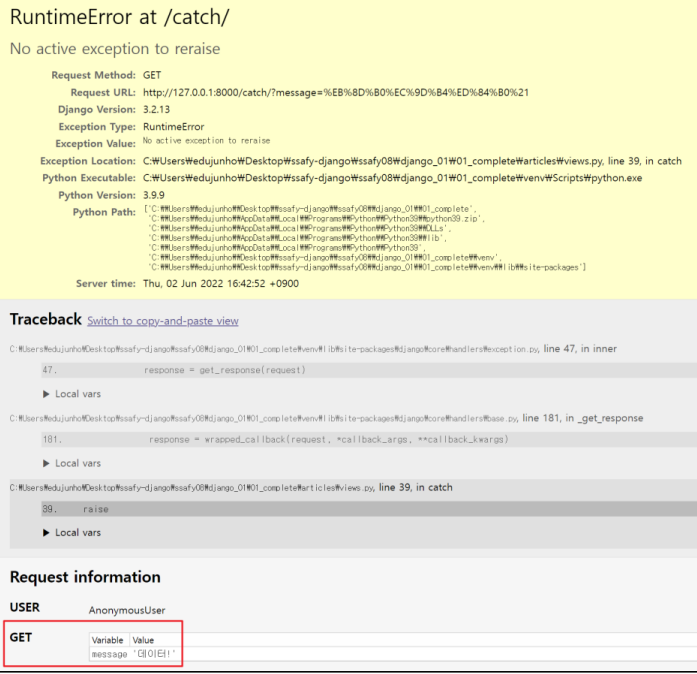 RuntimeError at /catch/
No active exception to reraise
Request Method: GET
Request URL: http://127.0.0.1:8000/catch/?message=%EB%8D%B0%EC%9D%B4%ED%84%B0%21
Django Version: 3.2.13
Exception Type: RuntimeError
Exception Value: No active exception to reraise
Exception Location: C:₩Users₩edujunho₩Desktop₩ssafy-django₩ssafy08₩django_01₩01_complete₩articles₩views.py, line 39, in catch
Python Executable: C:₩Users₩edujunho₩Desktop₩ssafy-django₩ssafy08₩django_01₩01_complete₩venv₩Scripts₩python.exe
Python Version: 3.9.9
Python Path: ['C:₩₩Users₩₩edujunho₩₩Desktop₩₩ssafy-django₩₩ssafy08₩₩django_01₩₩01_complete',
'C:₩₩Users₩₩edujunho₩₩AppData₩₩Local₩₩Programs₩₩Python₩₩Python39₩₩python39.zip',
'C:₩₩Users₩₩edujunho₩₩AppData₩₩Local₩₩Programs₩₩Python₩₩Python39₩₩DLLs',
'C:₩₩Users₩₩edujunho₩₩AppData₩₩Local₩₩Programs₩₩Python₩₩Python39₩₩lib',
'C:₩₩Users₩₩edujunho₩₩AppData₩₩Local₩₩Programs₩₩Python₩₩Python39',
'C:₩₩Users₩₩edujunho₩₩Desktop₩₩ssafy-django₩₩ssafy08₩₩django_01₩₩01_complete₩₩venv',
'C:₩₩Users₩₩edujunho₩₩Desktop₩₩ssafy-django₩₩ssafy08₩₩django_01₩₩01_complete₩₩venv₩₩lib₩₩site-packages']
Server time: Thu, 02 Jun 2022 16:42:52 +0900
Traceback Switch to copy-and-paste view
C:₩Users₩edujunho₩Desktop₩ssafy-django₩ssafy08₩django_01₩01_complete₩venv₩lib₩site-packages₩django₩core₩handlers₩exception.py, line 47, in inner
47. response = get_response(request)
▶ Local vars
C:₩Users₩edujunho₩Desktop₩ssafy-django₩ssafy08₩django_01₩01_complete₩venv₩lib₩site-packages₩django₩core₩handlers₩base.py, line 181, in _get_response
181. response = wrapped_callback(request, *callback_args, **callback_kwargs)
▶ Local vars
C:₩Users₩edujunho₩Desktop₩ssafy-django₩ssafy08₩django_01₩01_complete₩articles₩views.py, line 39, in catch
39. raise
▶ Local vars
Request information
USER AnonymousUser
GET Variable Value
message '데이터!'